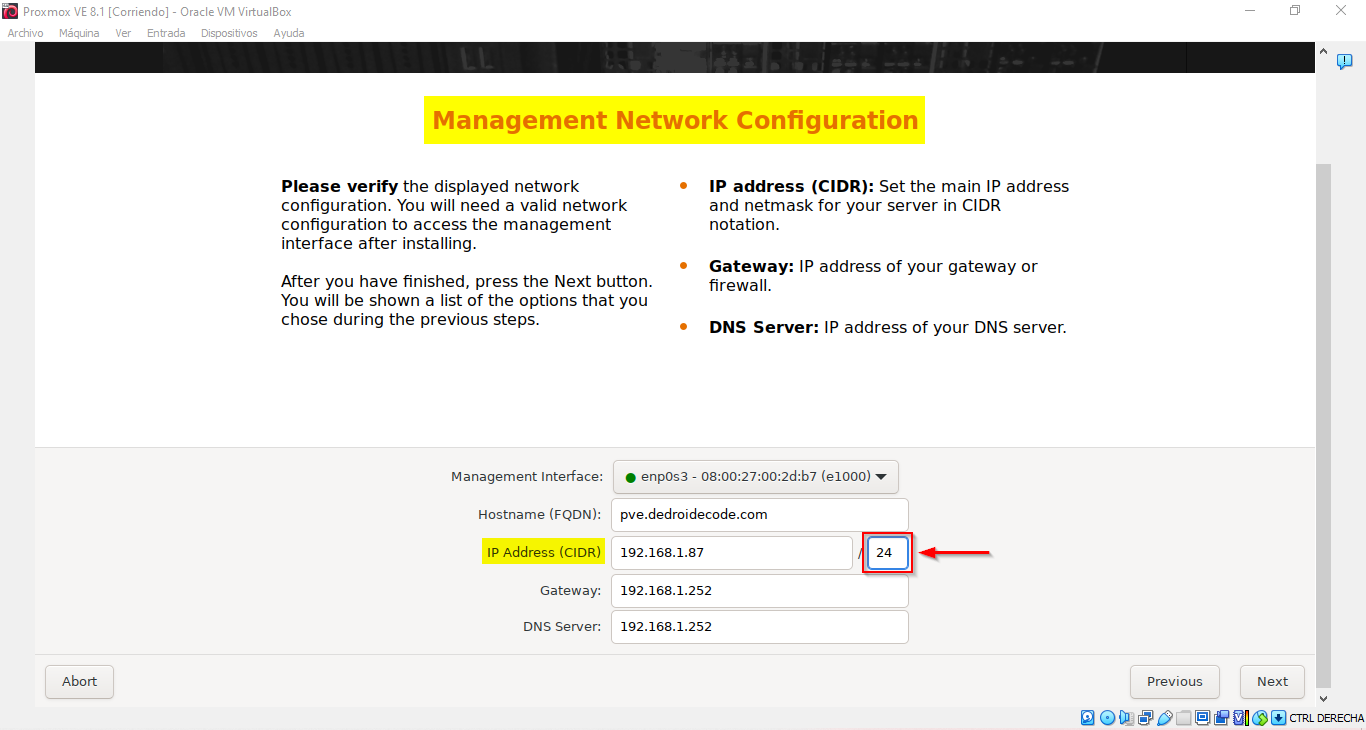 Proxmox VE 8.1 [Corriendo] - Oracle VM VirtualBox
Archivo Máquina Ver Entrada Dispositivos Ayuda
Management Network Configuration
Please verify the displayed network
configuration. You will need a valid network
configuration to access the management
interface after installing.
After you have finished, press the Next button.
You will be shown a list of the options that you
chose during the previous steps.
• IP address (CIDR): Set the main IP address
and netmask for your server in CIDR
notation.
• Gateway: IP address of your gateway or
firewall.
• DNS Server: IP address of your DNS server.
Management Interface: enp0s3 - 08:00:27:00:2d:b7 (e1000)
Hostname (FQDN): pve.dedroidecode.com
IP Address (CIDR) 192.168.1.87 / 24
Gateway: 192.168.1.252
DNS Server: 192.168.1.252
Abort Previous Next
CTRL DERECHA